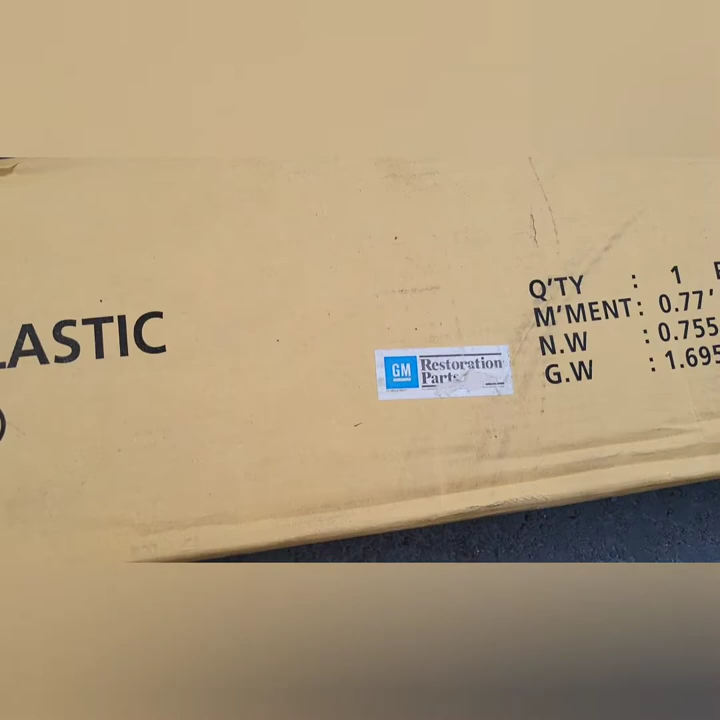 LASTIC
)
GM
Restoration
Parts
Q'TY : 1
M'MENT: 0.77'
N.W : 0.755
G.W : 1.695